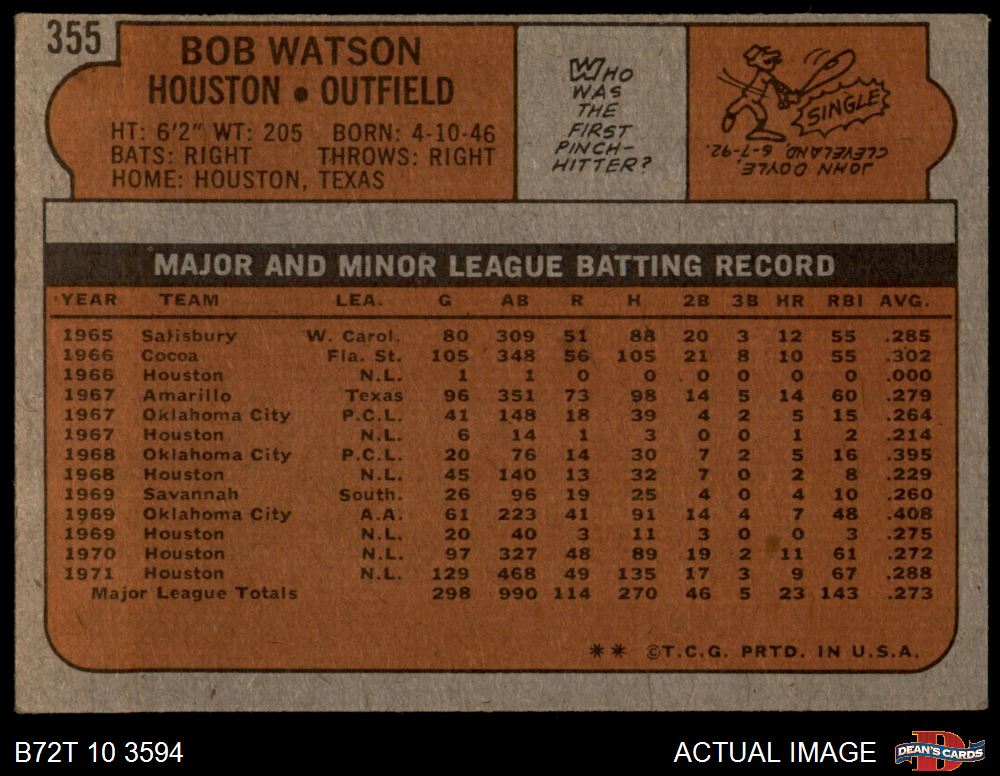 355
BOB WATSON
HOUSTON • OUTFIELD
HT: 6'2" WT: 205 BORN: 4-10-46
BATS: RIGHT THROWS: RIGHT
HOME: HOUSTON, TEXAS
WHO
WAS
THE
FIRST
PINCH-
HITTER?
SINGLE
JOHN DOYLE,
CLEVELAND, 6-7-92.
MAJOR AND MINOR LEAGUE BATTING RECORD
YEAR TEAM LEA. G AB R H 2B 3B HR RBI AVG.
1965 Salisbury W. Carol. 80 309 51 88 20 3 12 55 .285
1966 Cocoa Fla. St. 105 348 56 105 21 8 10 55 .302
1966 Houston N.L. 1 1 0 0 0 0 0 0 .000
1967 Amarillo Texas 96 351 73 98 14 5 14 60 .279
1967 Oklahoma City P.C.L. 41 148 18 39 4 2 5 15 .264
1967 Houston N.L. 6 14 1 3 0 0 1 2 .214
1968 Oklahoma City P.C.L. 20 76 14 30 7 2 5 16 .395
1968 Houston N.L. 45 140 13 32 7 0 2 8 .229
1969 Savannah South. 26 96 19 25 4 0 4 10 .260
1969 Oklahoma City A.A. 61 223 41 91 14 4 7 48 .408
1969 Houston N.L. 20 40 3 11 3 0 0 3 .275
1970 Houston N.L. 97 327 48 89 19 2 11 61 .272
1971 Houston N.L. 129 468 49 135 17 3 9 67 .288
Major League Totals 298 990 114 270 46 5 23 143 .273
** ©T.C.G. PRTD. IN U.S.A.
B72T 10 3594
ACTUAL IMAGE
D
DEAN'S CARDS